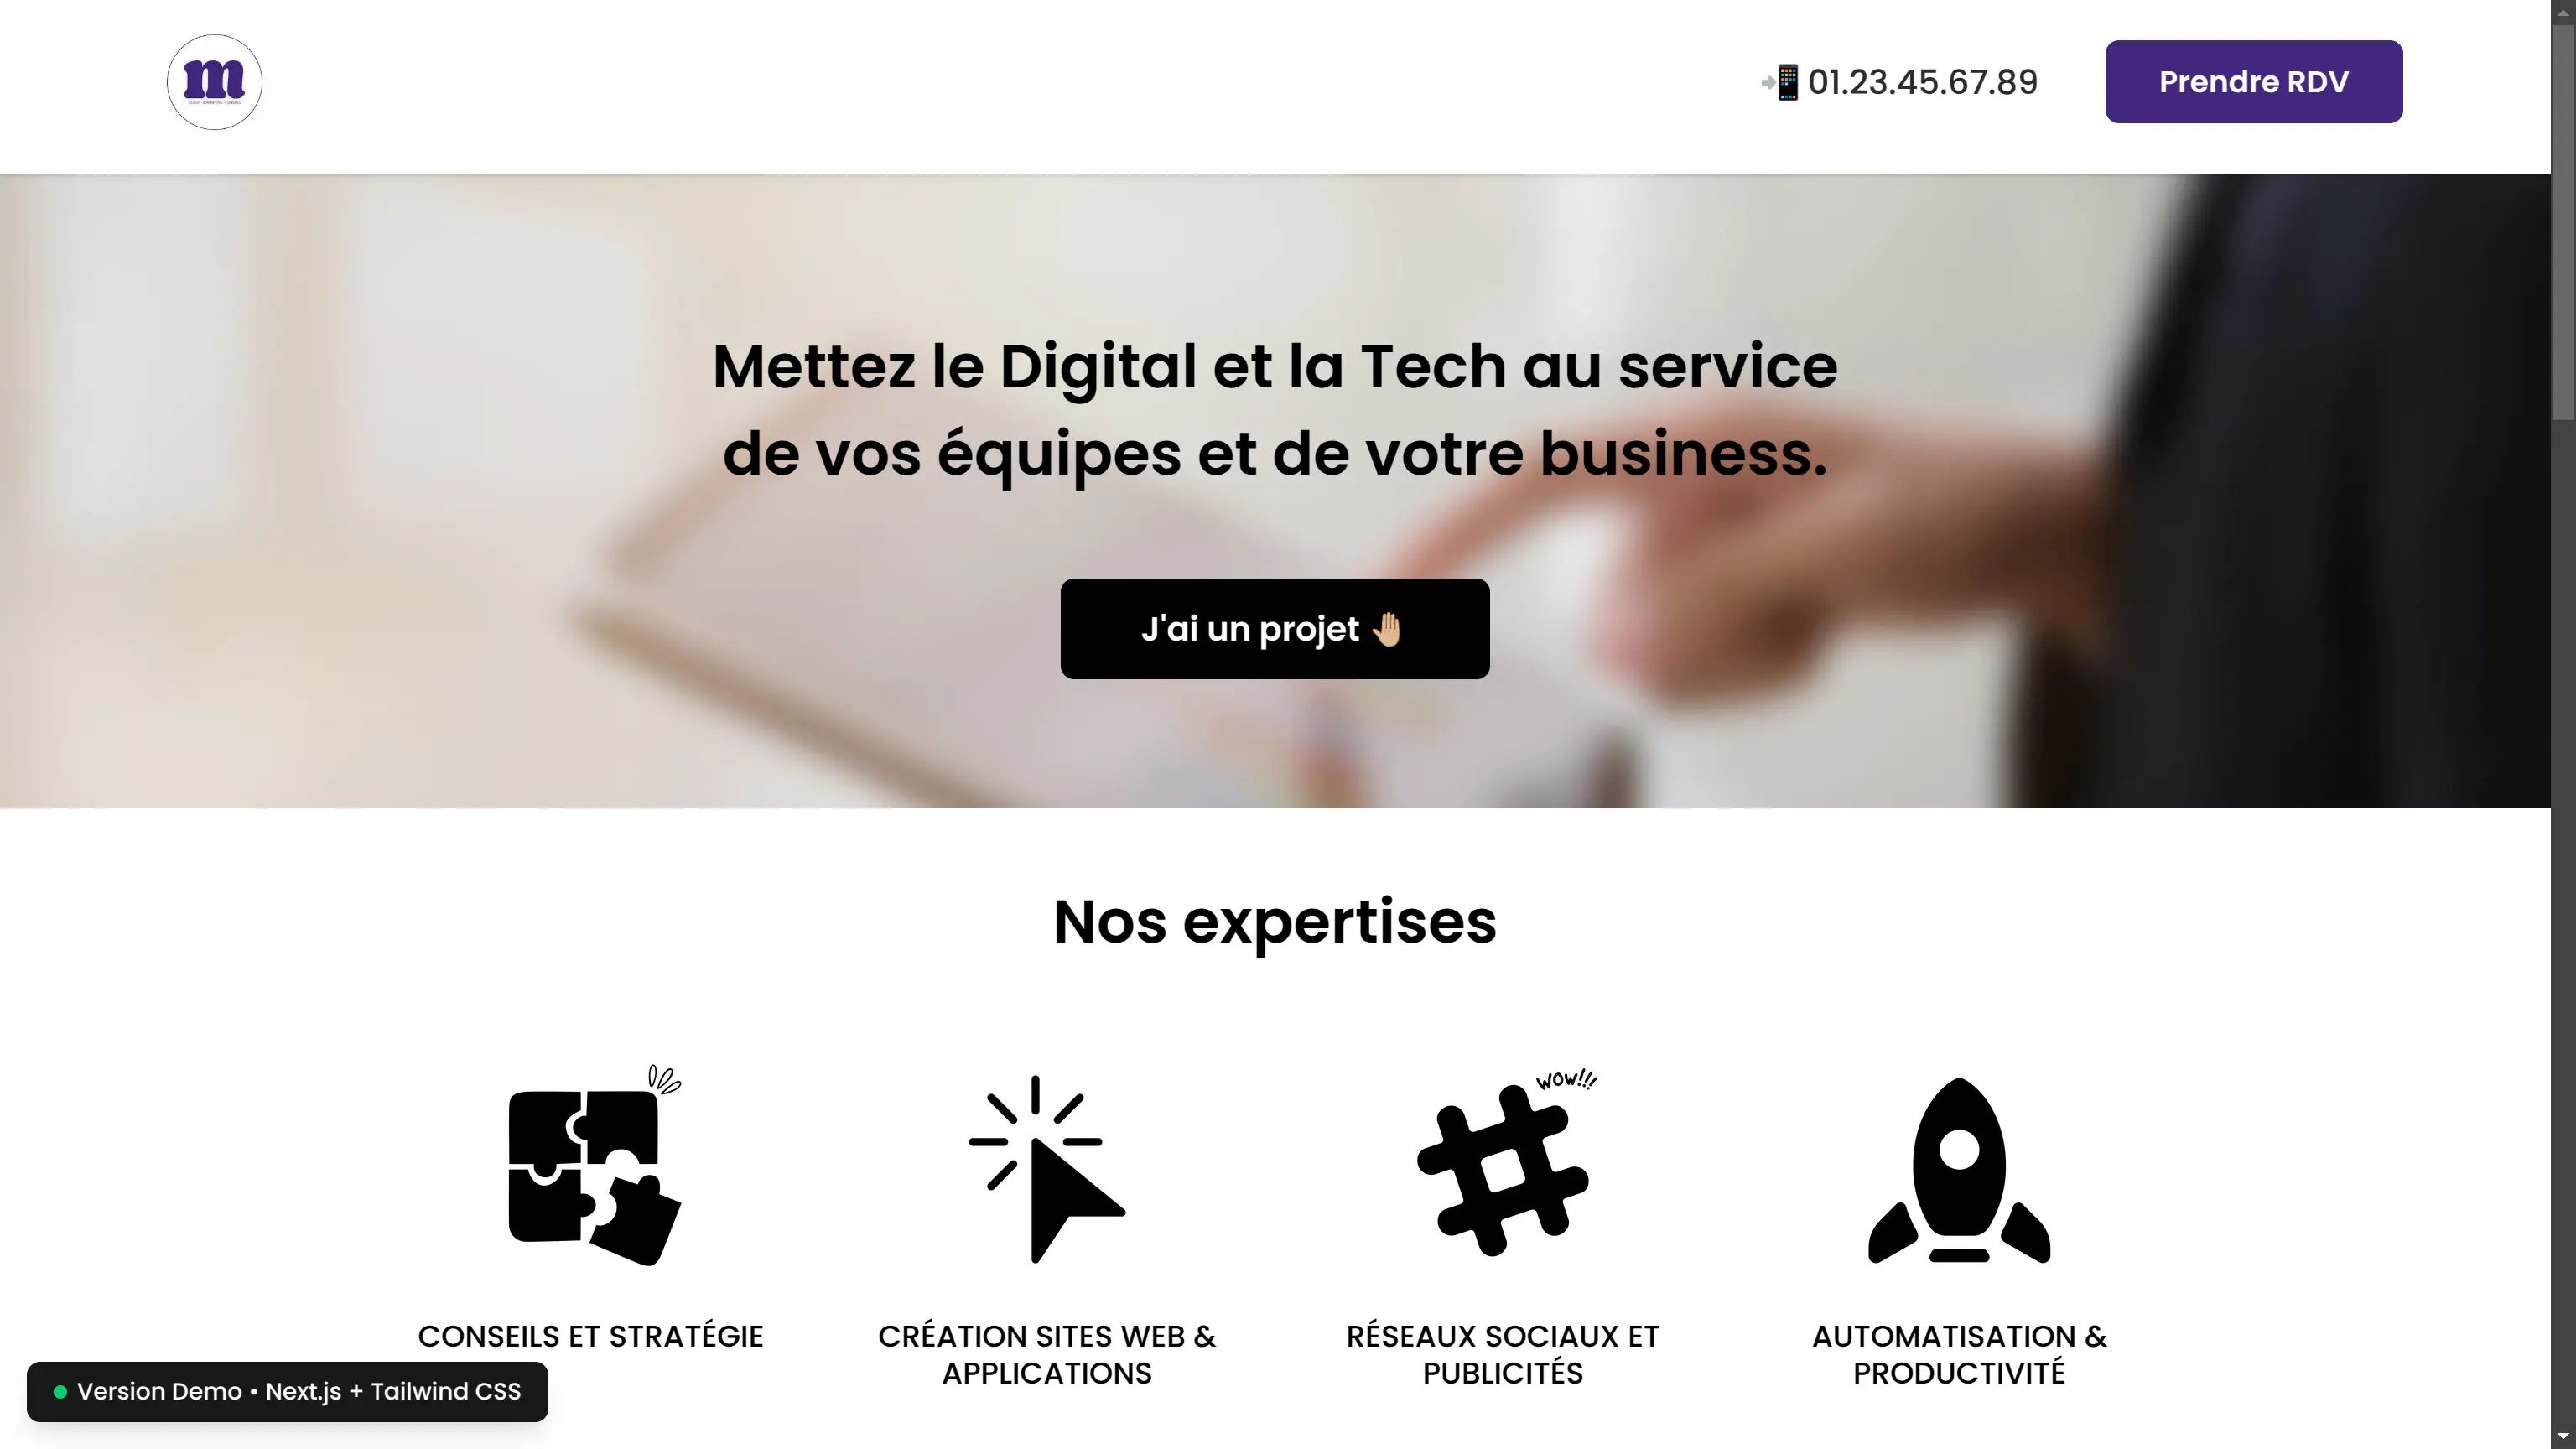 m
📲 01.23.45.67.89
Prendre RDV
Mettez le Digital et la Tech au service
de vos équipes et de votre business.
J'ai un projet 🤚🏼
Nos expertises
WOW!!!
CONSEILS ET STRATÉGIE
CRÉATION SITES WEB &
APPLICATIONS
RÉSEAUX SOCIAUX ET
PUBLICITÉS
AUTOMATISATION &
PRODUCTIVITÉ
Version Demo • Next.js + Tailwind CSS